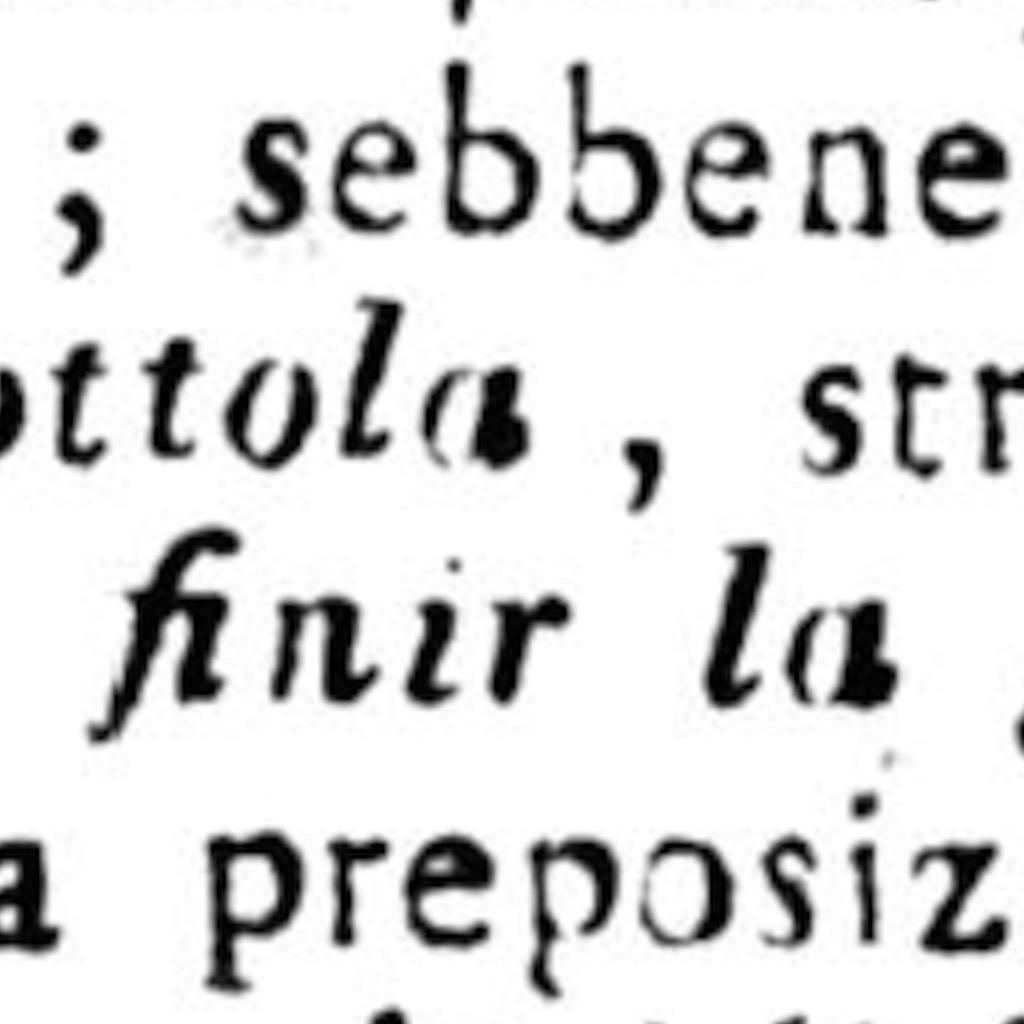 ; sebbene
ottola , str
finir la
a preposiz